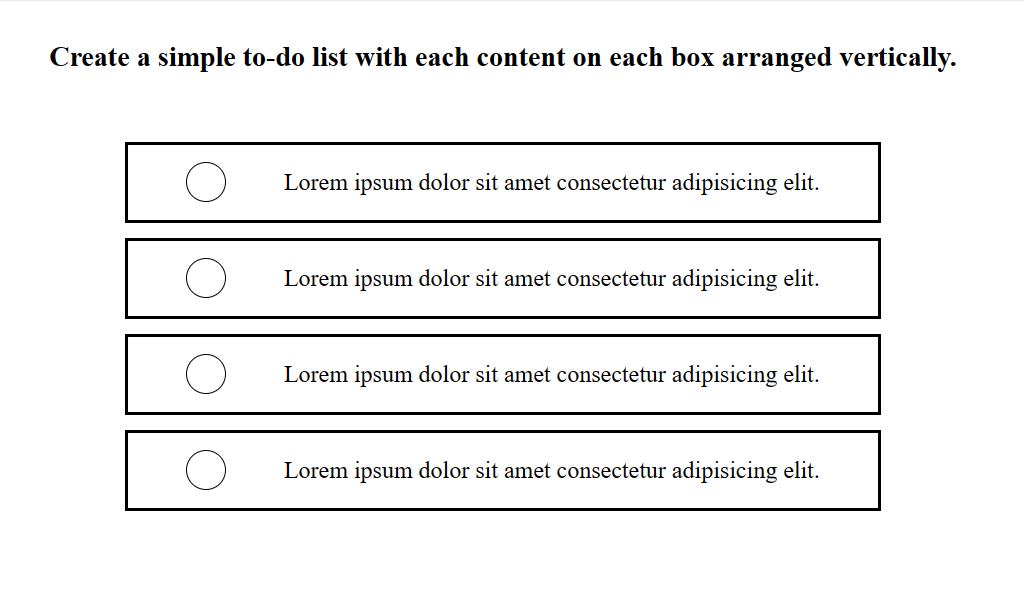 Create a simple to-do list with each content on each box arranged vertically.
Lorem ipsum dolor sit amet consectetur adipisicing elit.
Lorem ipsum dolor sit amet consectetur adipisicing elit.
Lorem ipsum dolor sit amet consectetur adipisicing elit.
Lorem ipsum dolor sit amet consectetur adipisicing elit.